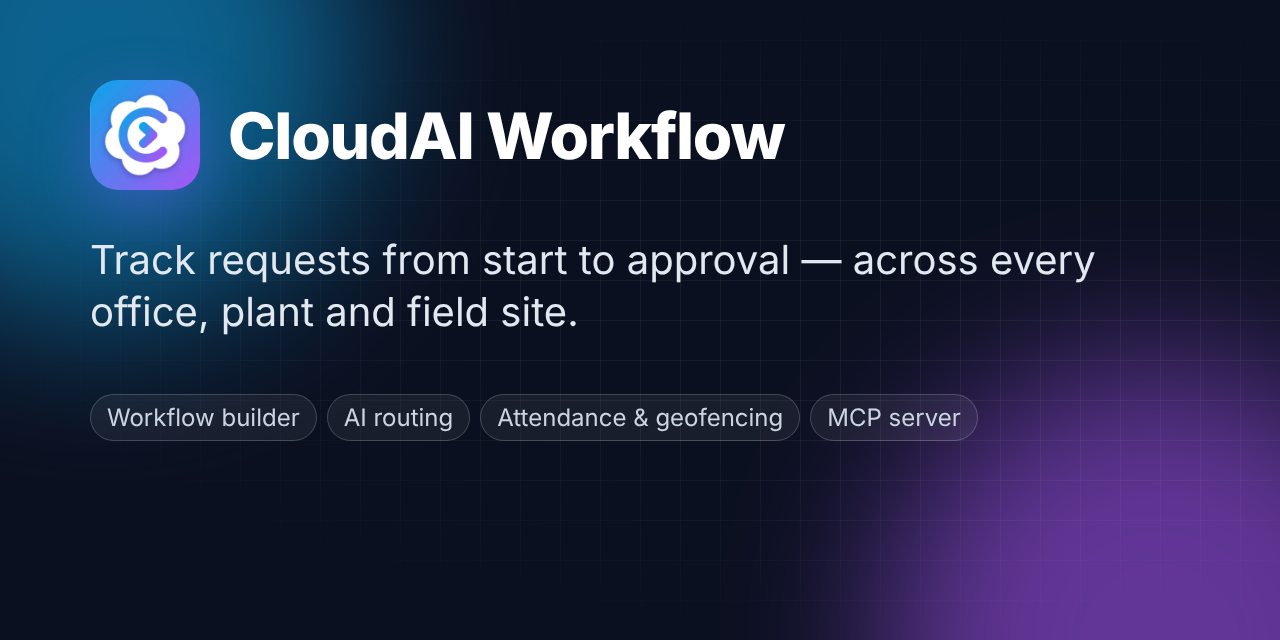 CloudAI Workflow
Track requests from start to approval — across every
office, plant and field site.
Workflow builder
AI routing
Attendance & geofencing
MCP server